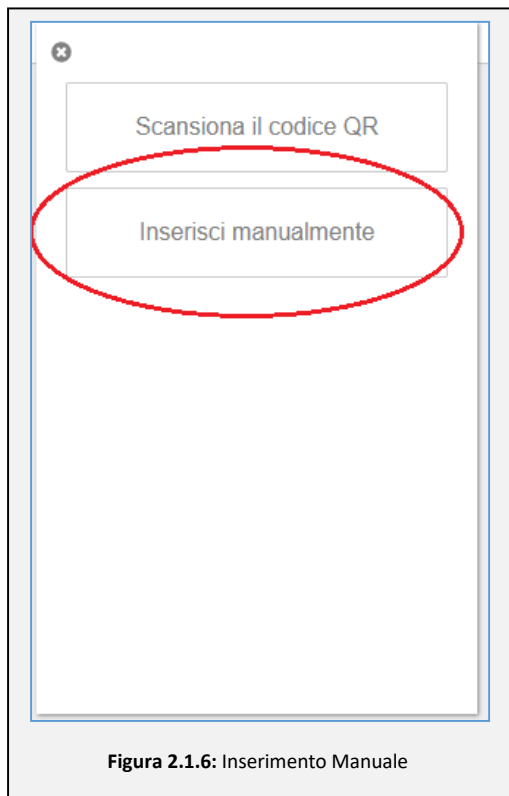 Scansiona il codice QR
Inserisci manualmente
Figura 2.1.6: Inserimento Manuale